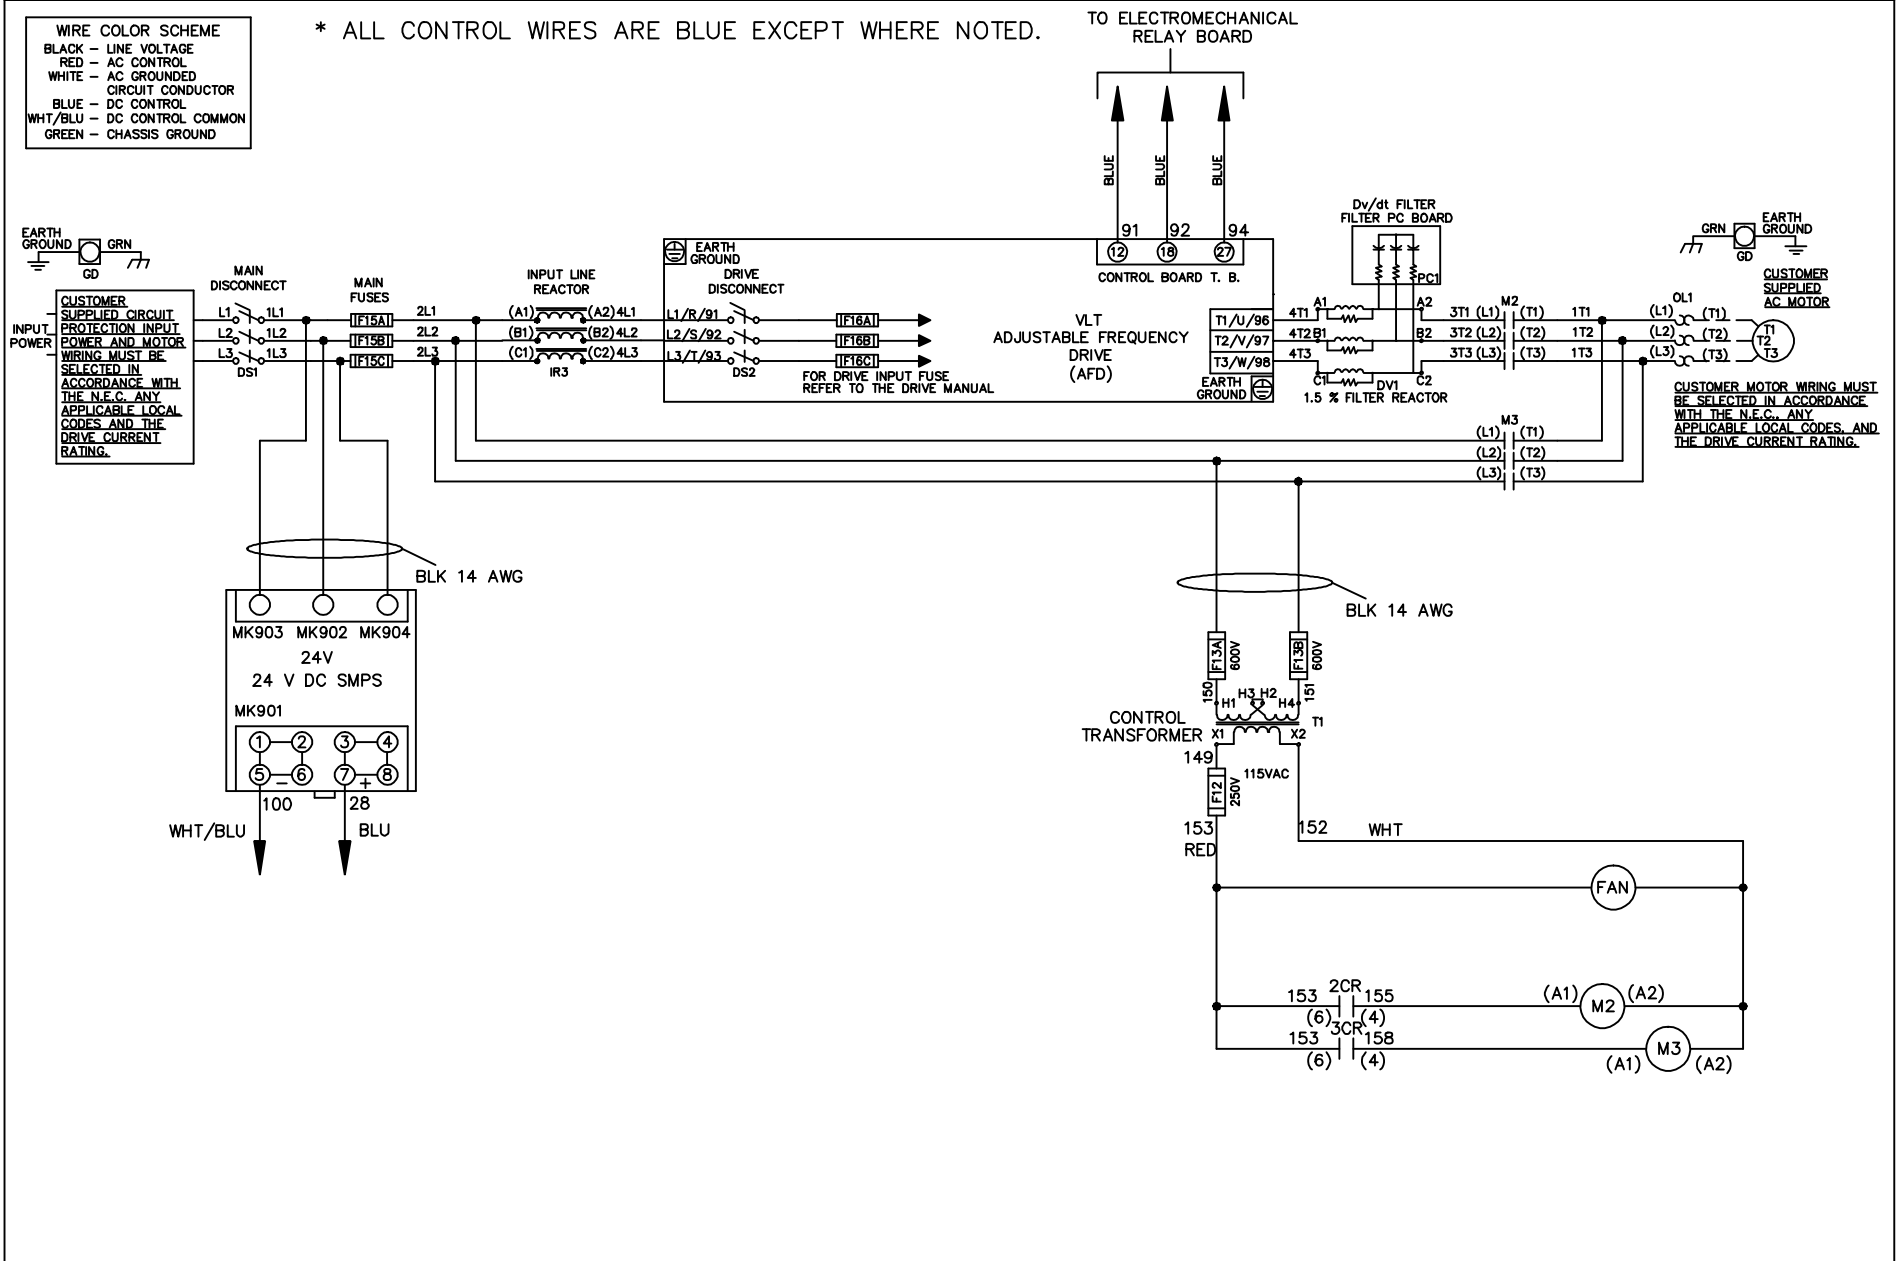 WIRE COLOR SCHEME
BLACK – LINE VOLTAGE
RED – AC CONTROL
WHITE – AC GROUNDED
CIRCUIT CONDUCTOR
BLUE – DC CONTROL
WHT/BLU – DC CONTROL COMMON
GREEN – CHASSIS GROUND
* ALL CONTROL WIRES ARE BLUE EXCEPT WHERE NOTED.
TO ELECTROMECHANICAL
RELAY BOARD
BLUE
BLUE
BLUE
91 92 94
12 18 27
CONTROL BOARD T. B.
EARTH
GROUND
GRN
GD
INPUT
POWER
CUSTOMER
SUPPLIED CIRCUIT
PROTECTION INPUT
POWER AND MOTOR
WIRING MUST BE
SELECTED IN
ACCORDANCE WITH
THE N.E.C. ANY
APPLICABLE LOCAL
CODES AND THE
DRIVE CURRENT
RATING.
MAIN
DISCONNECT
L1 1L1
L2 1L2
L3 1L3
DS1
MAIN
FUSES
F15A
F15B
F15C
2L1
2L2
2L3
INPUT LINE
REACTOR
(A1) (A2) 4L1
(B1) (B2) 4L2
(C1) (C2) 4L3
IR3
EARTH
GROUND
DRIVE
DISCONNECT
L1/R/91
L2/S/92
L3/T/93
DS2
F16A
F16B
F16C
FOR DRIVE INPUT FUSE
REFER TO THE DRIVE MANUAL
VLT
ADJUSTABLE FREQUENCY
DRIVE
(AFD)
T1/U/96
T2/V/97
T3/W/98
EARTH
GROUND
4T1
4T2
4T3
Dv/dt FILTER
FILTER PC BOARD
PC1
A1 A2
B1 B2
C1 C2
DV1
1.5 % FILTER REACTOR
M2
3T1 (L1) (T1) 1T1
3T2 (L2) (T2) 1T2
3T3 (L3) (T3) 1T3
OL1
(L1) (T1)
(L2) (T2)
(L3) (T3)
GRN
EARTH
GROUND
GD
CUSTOMER
SUPPLIED
AC MOTOR
T1
T2
T3
CUSTOMER MOTOR WIRING MUST
BE SELECTED IN ACCORDANCE
WITH THE N.E.C., ANY
APPLICABLE LOCAL CODES, AND
THE DRIVE CURRENT RATING.
M3
(L1) (T1)
(L2) (T2)
(L3) (T3)
BLK 14 AWG
MK903 MK902 MK904
24V
24 V DC SMPS
MK901
1 2 3 4
5 6 7 8
– +
100 28
WHT/BLU BLU
BLK 14 AWG
F13A
600V
F13B
600V
150
151
H1 H3 H2 H4
T1
CONTROL
TRANSFORMER
X1 X2
149
115VAC
F12
250V
153
RED
152 WHT
FAN
153 2CR 155
(6) (4)
(A1) M2 (A2)
153 3CR 158
(6) (4)
(A1) M3 (A2)